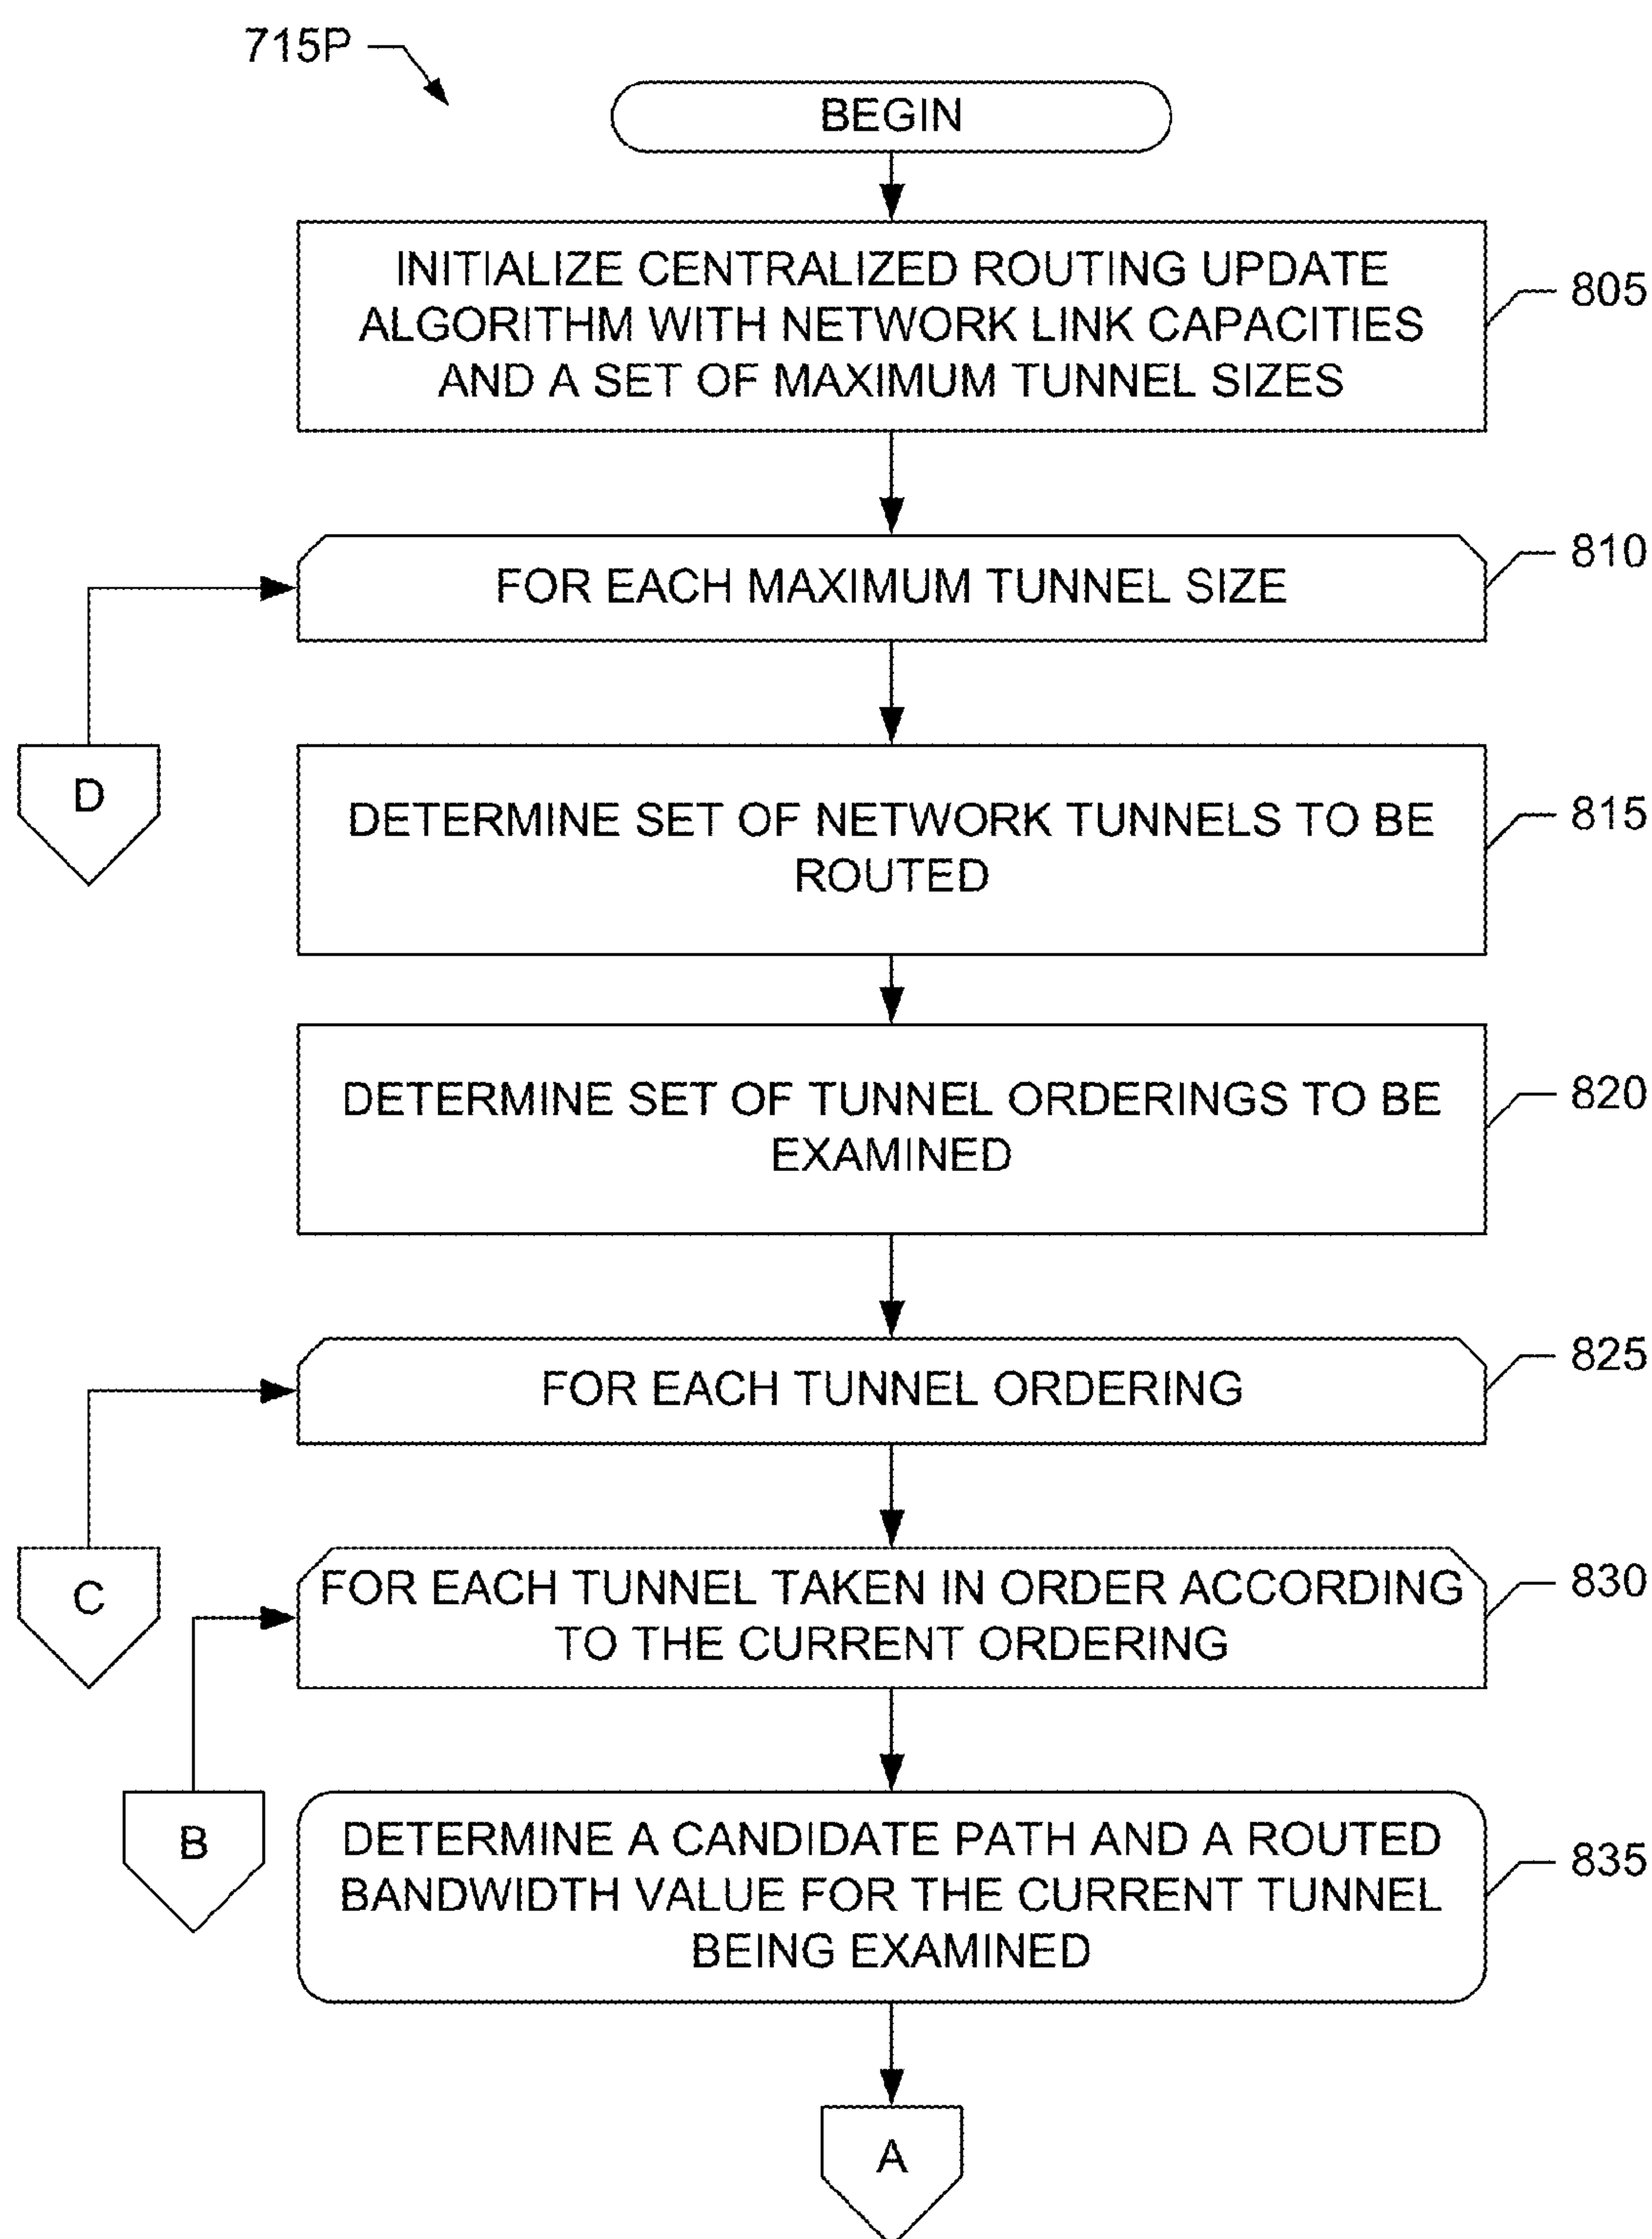 715P
BEGIN
INITIALIZE CENTRALIZED ROUTING UPDATE
ALGORITHM WITH NETWORK LINK CAPACITIES
AND A SET OF MAXIMUM TUNNEL SIZES
805
FOR EACH MAXIMUM TUNNEL SIZE
810
D
DETERMINE SET OF NETWORK TUNNELS TO BE
ROUTED
815
DETERMINE SET OF TUNNEL ORDERINGS TO BE
EXAMINED
820
FOR EACH TUNNEL ORDERING
825
C
FOR EACH TUNNEL TAKEN IN ORDER ACCORDING
TO THE CURRENT ORDERING
830
B
DETERMINE A CANDIDATE PATH AND A ROUTED
BANDWIDTH VALUE FOR THE CURRENT TUNNEL
BEING EXAMINED
835
A